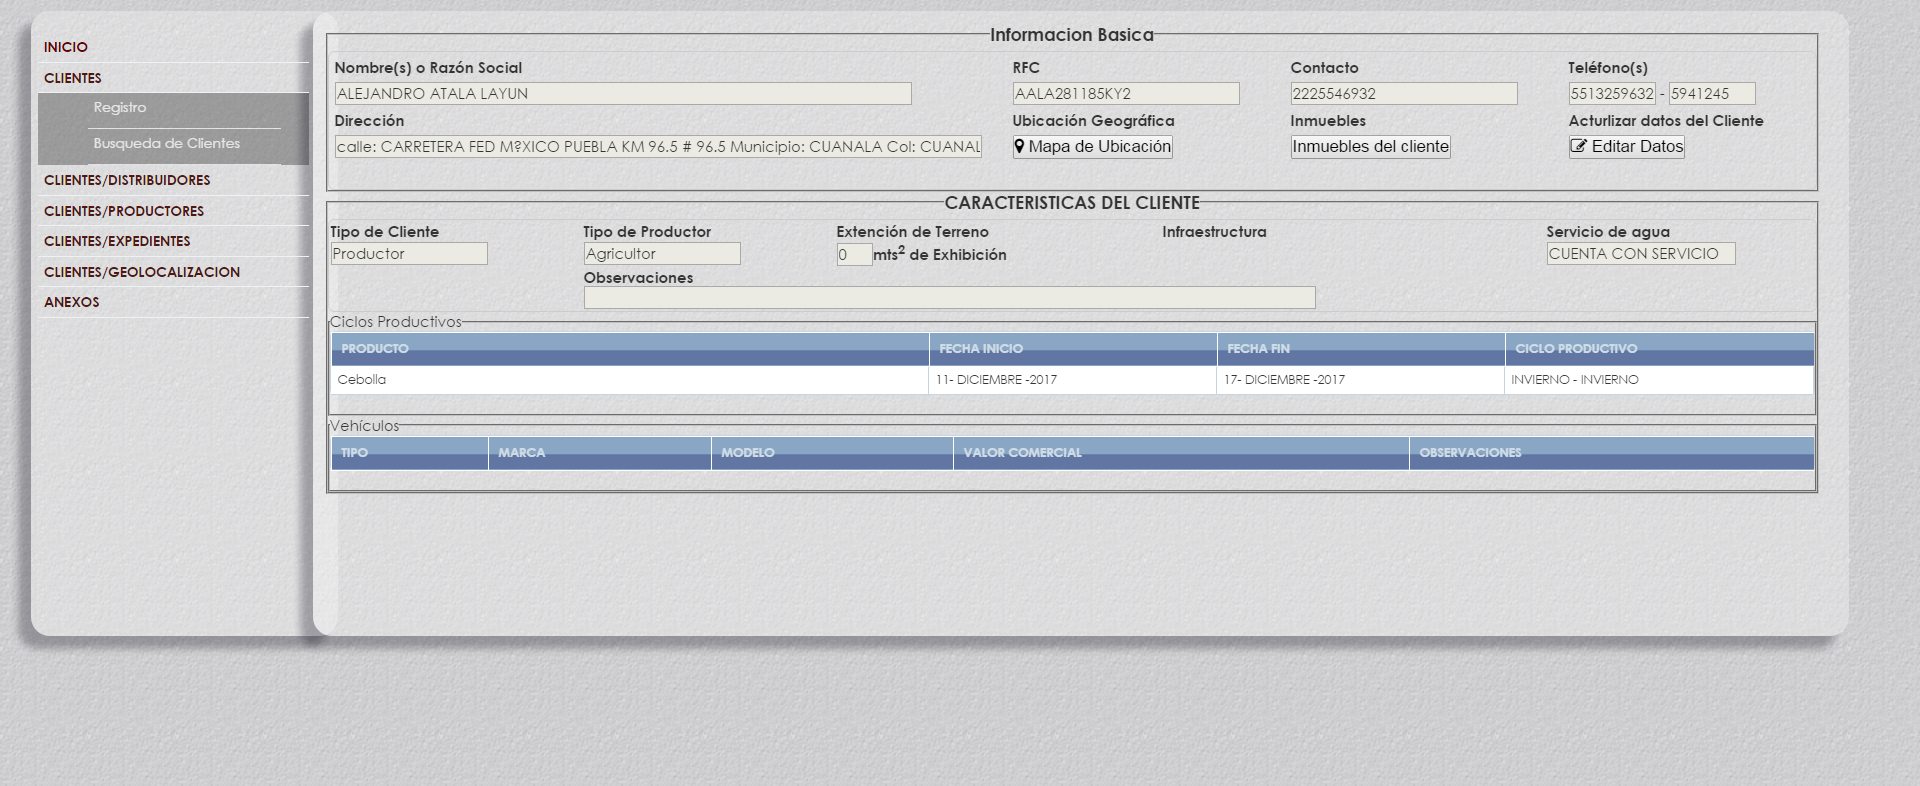 INICIO
CLIENTES
Registro
Busqueda de Clientes
CLIENTES/DISTRIBUIDORES
CLIENTES/PRODUCTORES
CLIENTES/EXPEDIENTES
CLIENTES/GEOLOCALIZACION
ANEXOS
Informacion Basica
Nombre(s) o Razón Social RFC Contacto Teléfono(s)
ALEJANDRO ATALA LAYUN AALA281185KY2 2225546932 5513259632 - 5941245
Dirección Ubicación Geográfica Inmuebles Acturlizar datos del Cliente
calle: CARRETERA FED M?XICO PUEBLA KM 96.5 # 96.5 Municipio: CUANALA Col: CUANAL Mapa de Ubicación Inmuebles del cliente Editar Datos
CARACTERISTICAS DEL CLIENTE
Tipo de Cliente Tipo de Productor Extención de Terreno Infraestructura Servicio de agua
Productor Agricultor 0 mts2 de Exhibición CUENTA CON SERVICIO
Observaciones
Ciclos Productivos
PRODUCTO FECHA INICIO FECHA FIN CICLO PRODUCTIVO
Cebolla 11- DICIEMBRE -2017 17- DICIEMBRE -2017 INVIERNO - INVIERNO
Vehículos
TIPO MARCA MODELO VALOR COMERCIAL OBSERVACIONES